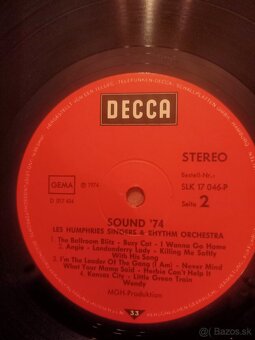 DECCA
STEREO
GEMA
℗ 1974
Bestell-Nr.:
SLK 17 046-P
Seite 2
SOUND '74
LES HUMPHRIES SINGERS & RHYTHM ORCHESTRA
1. The Ballroom Blitz - Busy Cat - I Wanna Go Home
2. Angie - Londonderry Lady - Killing Me Softly
With His Song
3. I'm The Leader Of The Gang (I Am) - Never Mind
What Your Mama Said - Herbie Can't Help It
4. Kansas City - Little Green Train
Wendy
MGH-Produktion
33
Bazos.sk